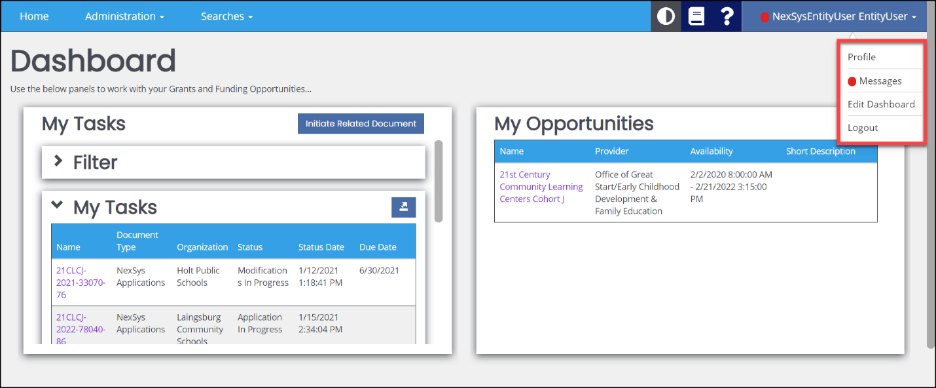 Home Administration Searches ? NexSysEntityUser EntityUser
Profile
Messages
Edit Dashboard
Logout
Dashboard
Use the below panels to work with your Grants and Funding Opportunities...
My Tasks Initiate Related Document
Filter
My Tasks
Name Document Type Organization Status Status Date Due Date
21CLCJ-
2021-33070-
76
NexSys
Applications
Holt Public
Schools
Modification
s In Progress
1/12/2021
1:18:41 PM
6/30/2021
21CLCJ-
2022-78040-
86
NexSys
Applications
Laingsburg
Community
Schools
Application
In Progress
1/15/2021
2:34:04 PM
My Opportunities
Name Provider Availability Short Description
21st Century
Community Learning
Centers Cohort J
Office of Great
Start/Early Childhood
Development &
Family Education
2/2/2020 8:00:00 AM
- 2/21/2022 3:15:00
PM